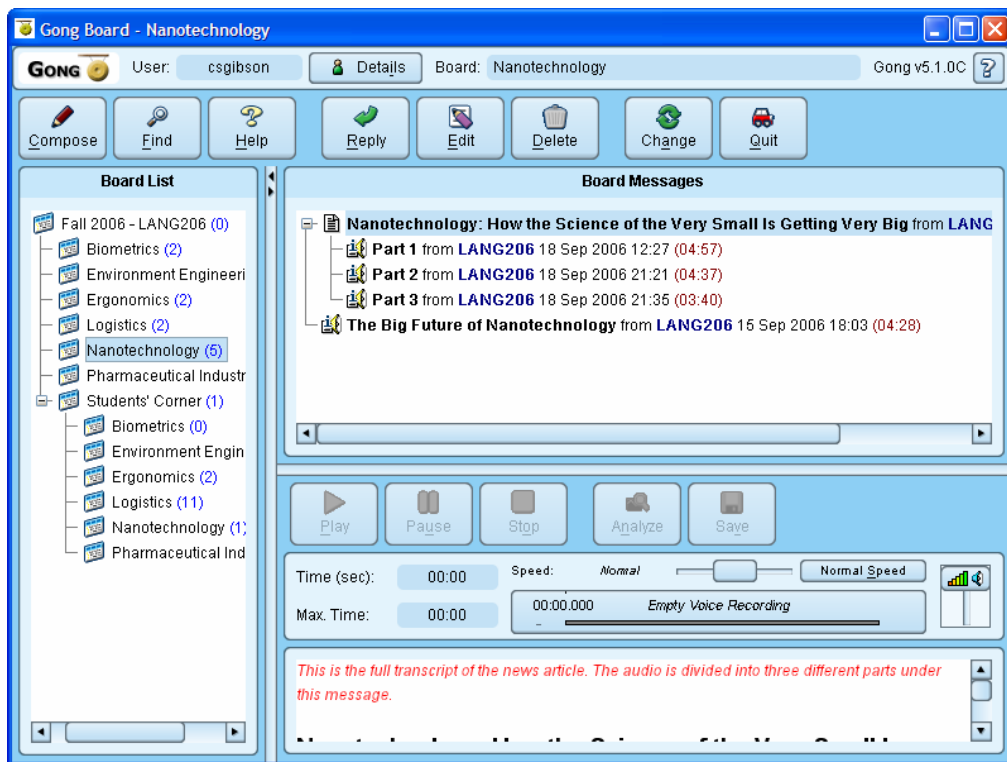 Gong Board - Nanotechnology
GONG User: csgibson Details Board: Nanotechnology Gong v5.1.0C
Compose Find Help Reply Edit Delete Change Quit
Board List
Fall 2006 - LANG206 (0)
Biometrics (2)
Environment Engineeri
Ergonomics (2)
Logistics (2)
Nanotechnology (5)
Pharmaceutical Industr
Students' Corner (1)
Biometrics (0)
Environment Engin
Ergonomics (2)
Logistics (11)
Nanotechnology (1)
Pharmaceutical Ind
Board Messages
Nanotechnology: How the Science of the Very Small Is Getting Very Big from LANG
Part 1 from LANG206 18 Sep 2006 12:27 (04:57)
Part 2 from LANG206 18 Sep 2006 21:21 (04:37)
Part 3 from LANG206 18 Sep 2006 21:35 (03:40)
The Big Future of Nanotechnology from LANG206 15 Sep 2006 18:03 (04:28)
Play Pause Stop Analyze Save
Time (sec): 00:00 Speed: Normal Normal Speed
Max. Time: 00:00 00:00.000 Empty Voice Recording
This is the full transcript of the news article. The audio is divided into three different parts under
this message.